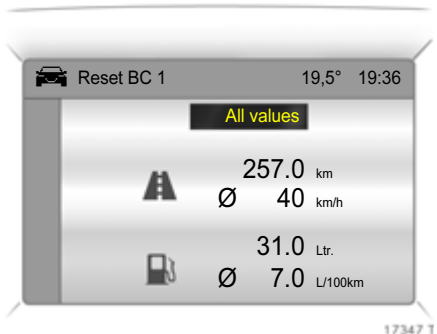 Reset BC 1 19,5° 19:36
All values
257.0 km
Ø 40 km/h
31.0 Ltr.
Ø 7.0 L/100km
17347 T